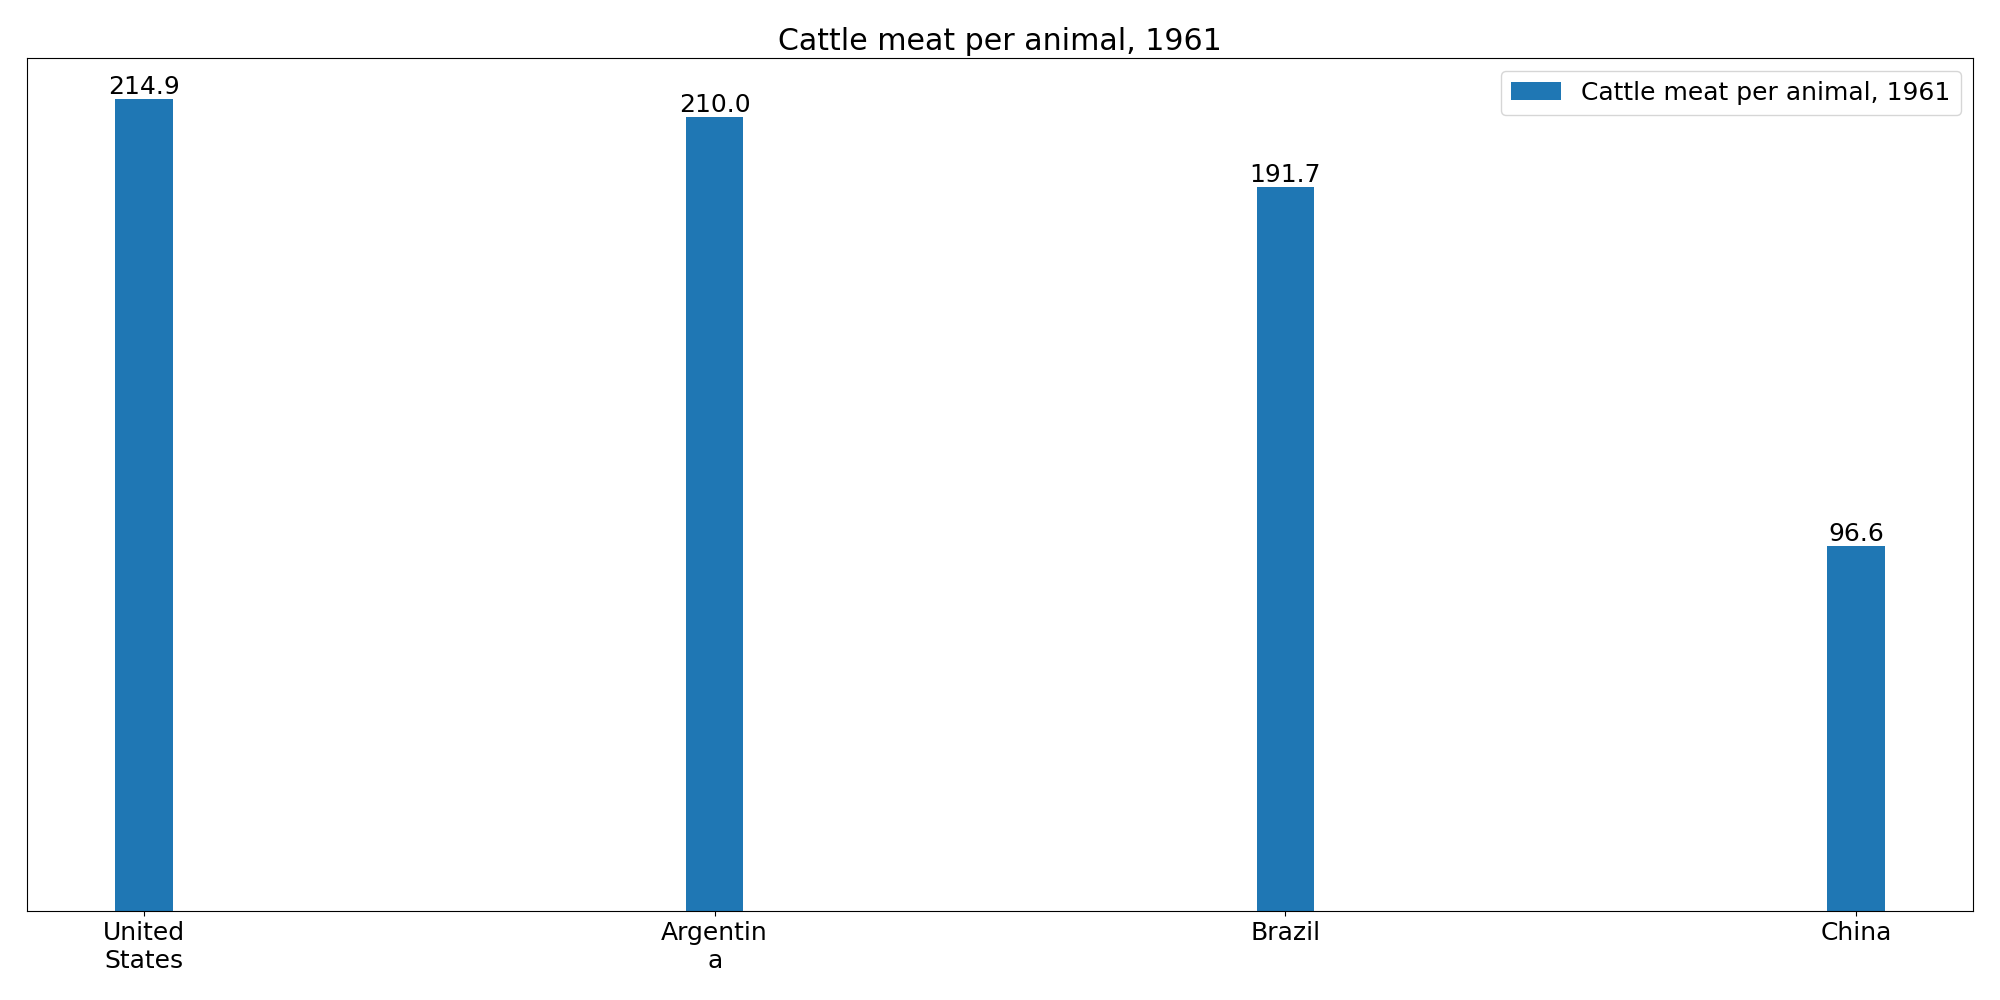 Cattle meat per animal, 1961
Cattle meat per animal, 1961
214.9
210.0
191.7
96.6
United
States
Argentin
a
Brazil
China